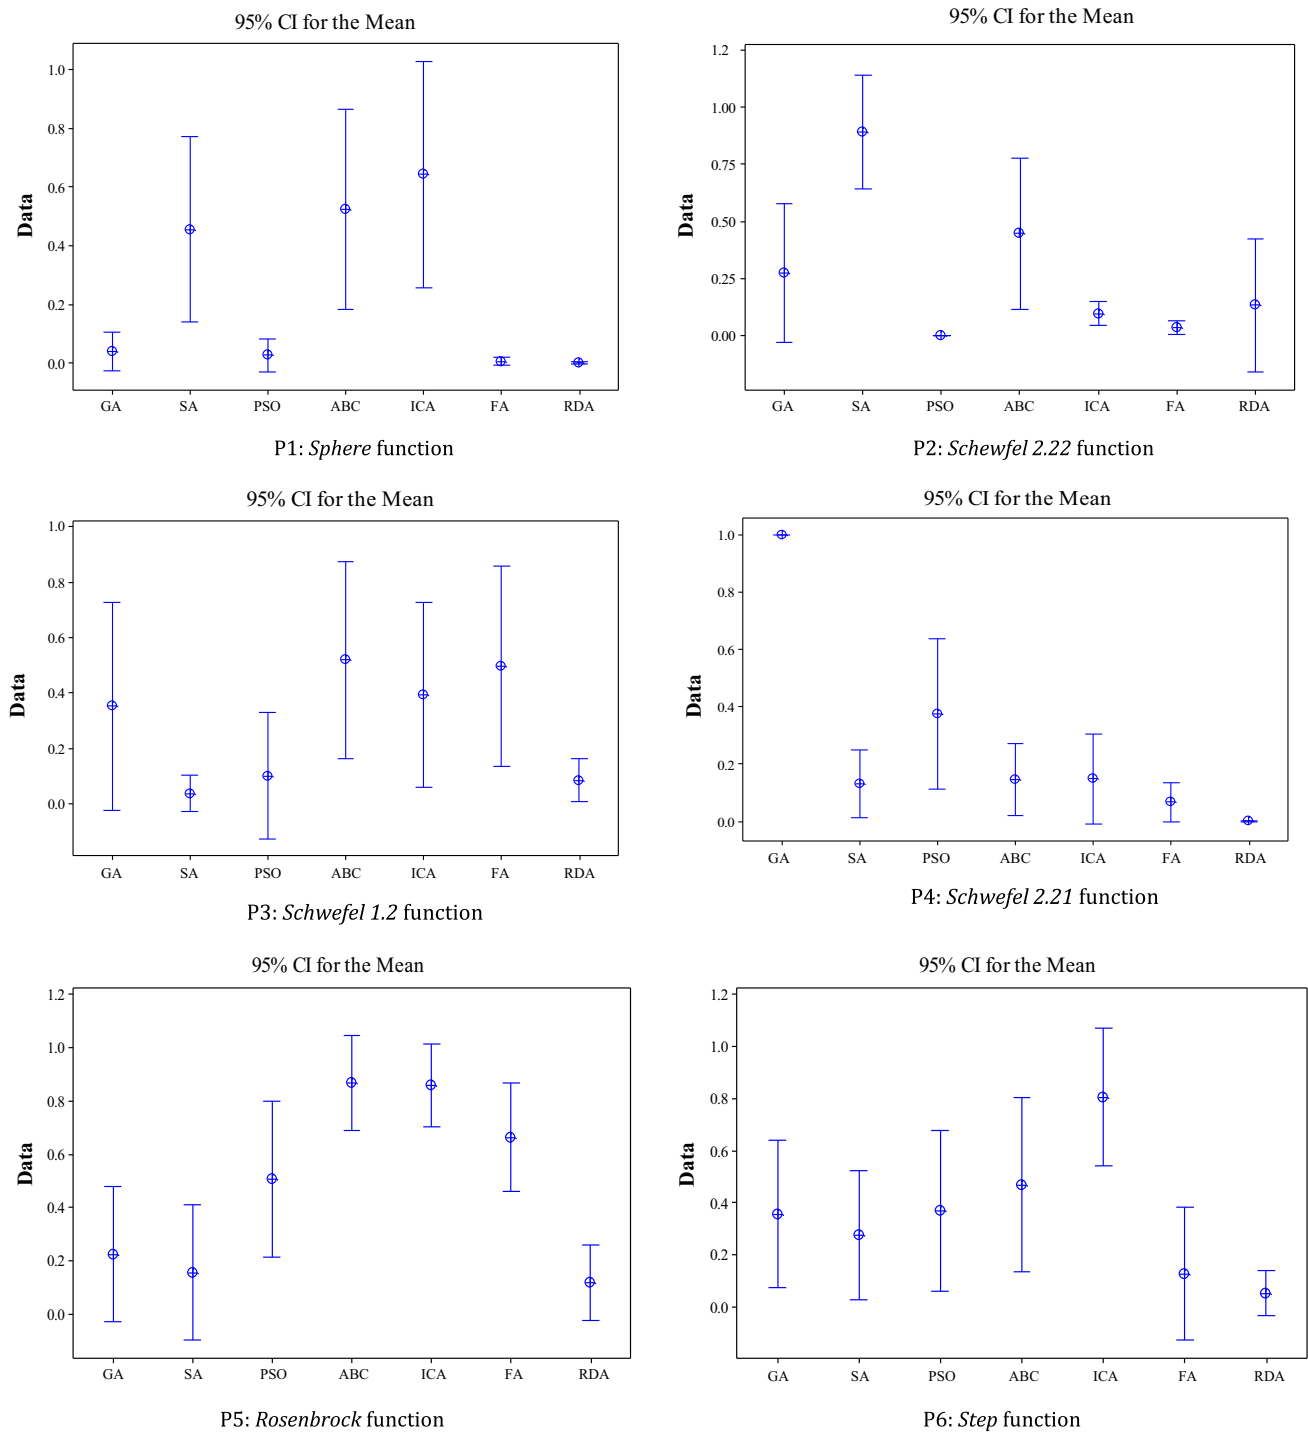 95% CI for the Mean
1.0
0.8
0.6
0.4
0.2
0.0
Data
GA SA PSO ABC ICA FA RDA
P1: Sphere function
95% CI for the Mean
1.2
1.00
0.75
0.50
0.25
0.00
Data
GA SA PSO ABC ICA FA RDA
P2: Schewfel 2.22 function
95% CI for the Mean
1.0
0.8
0.6
0.4
0.2
0.0
Data
GA SA PSO ABC ICA FA RDA
P3: Schwefel 1.2 function
95% CI for the Mean
1.0
0.8
0.6
0.4
0.2
0.0
Data
GA SA PSO ABC ICA FA RDA
P4: Schwefel 2.21 function
95% CI for the Mean
1.2
1.0
0.8
0.6
0.4
0.2
0.0
Data
GA SA PSO ABC ICA FA RDA
P5: Rosenbrock function
95% CI for the Mean
1.2
1.0
0.8
0.6
0.4
0.2
0.0
Data
GA SA PSO ABC ICA FA RDA
P6: Step function